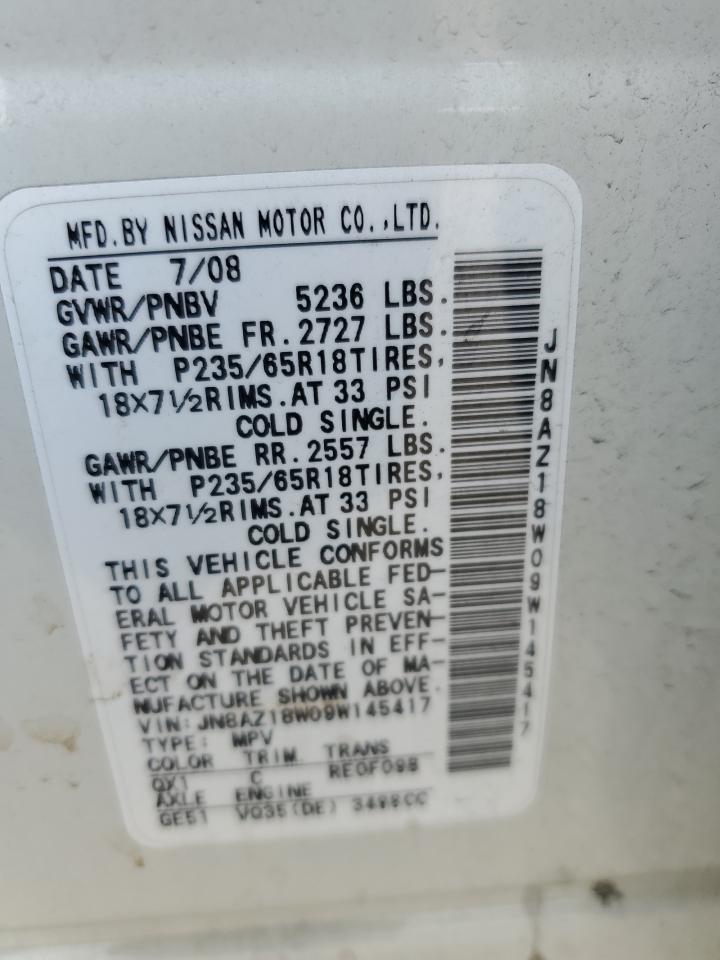 MFD.BY NISSAN MOTOR CO.,LTD.
DATE 7/08
GVWR/PNBV 5236 LBS.
GAWR/PNBE FR.2727 LBS.
WITH P235/65R18TIRES,
18X7½RIMS.AT 33 PSI
COLD SINGLE.
GAWR/PNBE RR.2557 LBS.
WITH P235/65R18TIRES,
18X7½RIMS.AT 33 PSI
COLD SINGLE.
THIS VEHICLE CONFORMS
TO ALL APPLICABLE FED-
ERAL MOTOR VEHICLE SA-
FETY AND THEFT PREVEN-
TION STANDARDS IN EFF-
ECT ON THE DATE OF MA-
NUFACTURE SHOWN ABOVE.
VIN:JN8AZ18W09W145417
TYPE: MPV
COLOR TRIM TRANS
QX1 C RE0F09B
AXLE ENGINE
GE51 VQ35(DE) 3498CC
JN8AZ18W09W145417